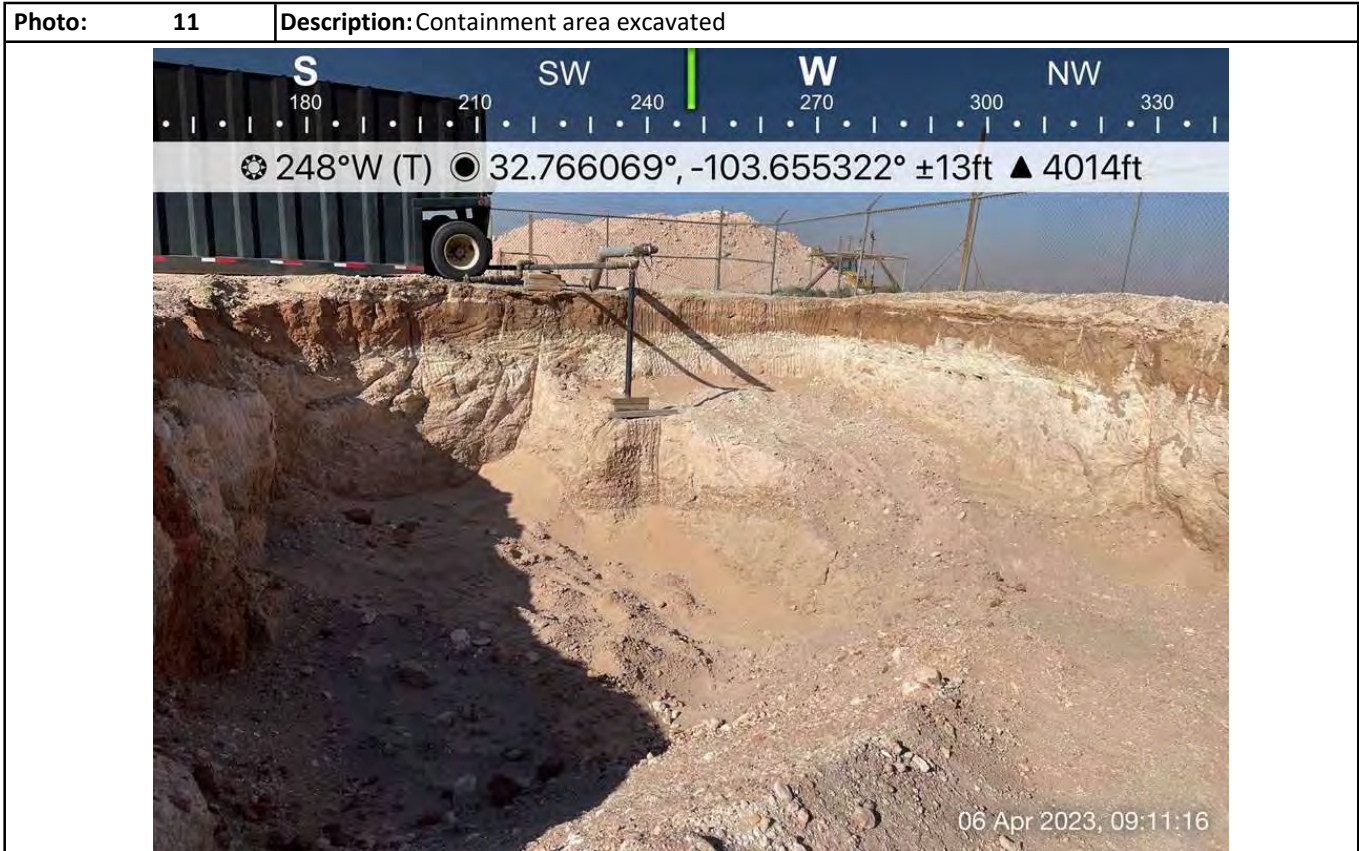 Photo: 11 Description: Containment area excavated
S SW W NW
180 210 240 270 300 330
248°W (T) 32.766069°, -103.655322° ±13ft ▲ 4014ft
06 Apr 2023, 09:11:16